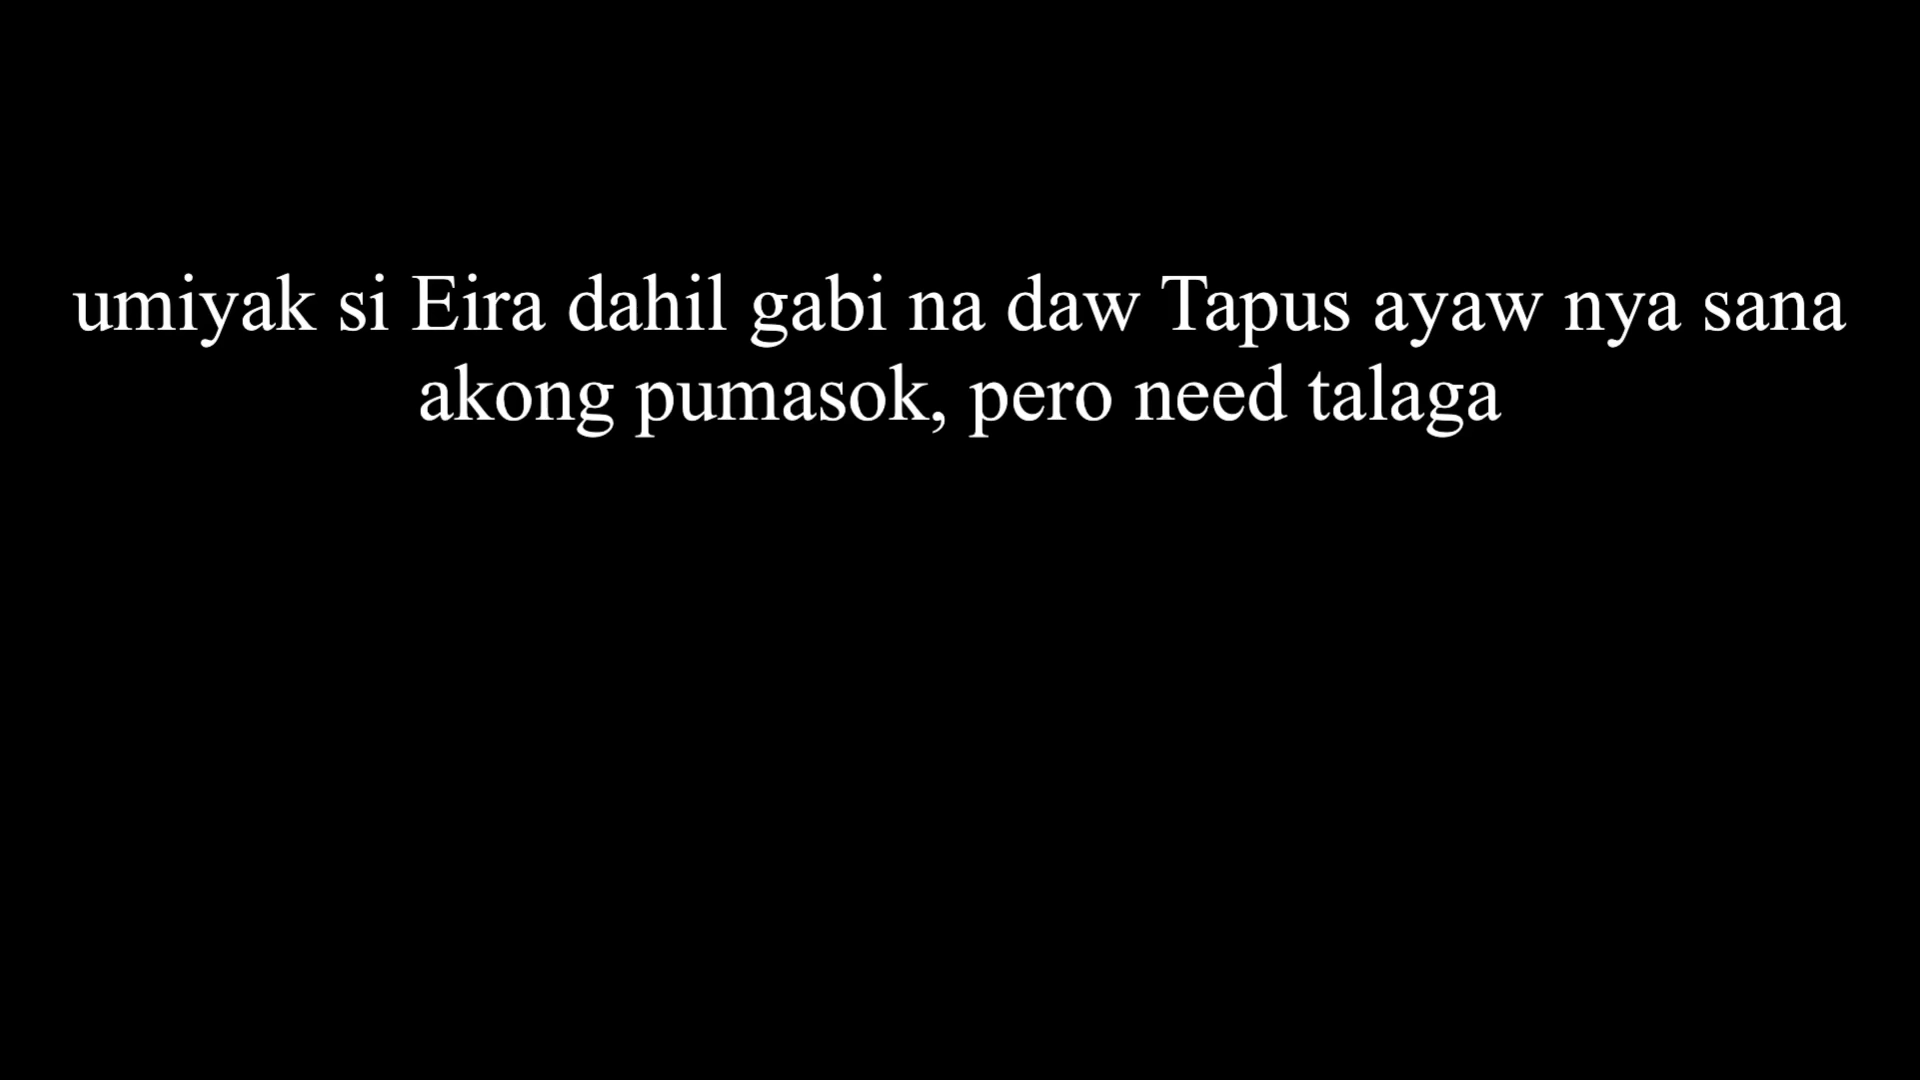 umiyak si Eira dahil gabi na daw Tapus ayaw nya sana
akong pumasok, pero need talaga